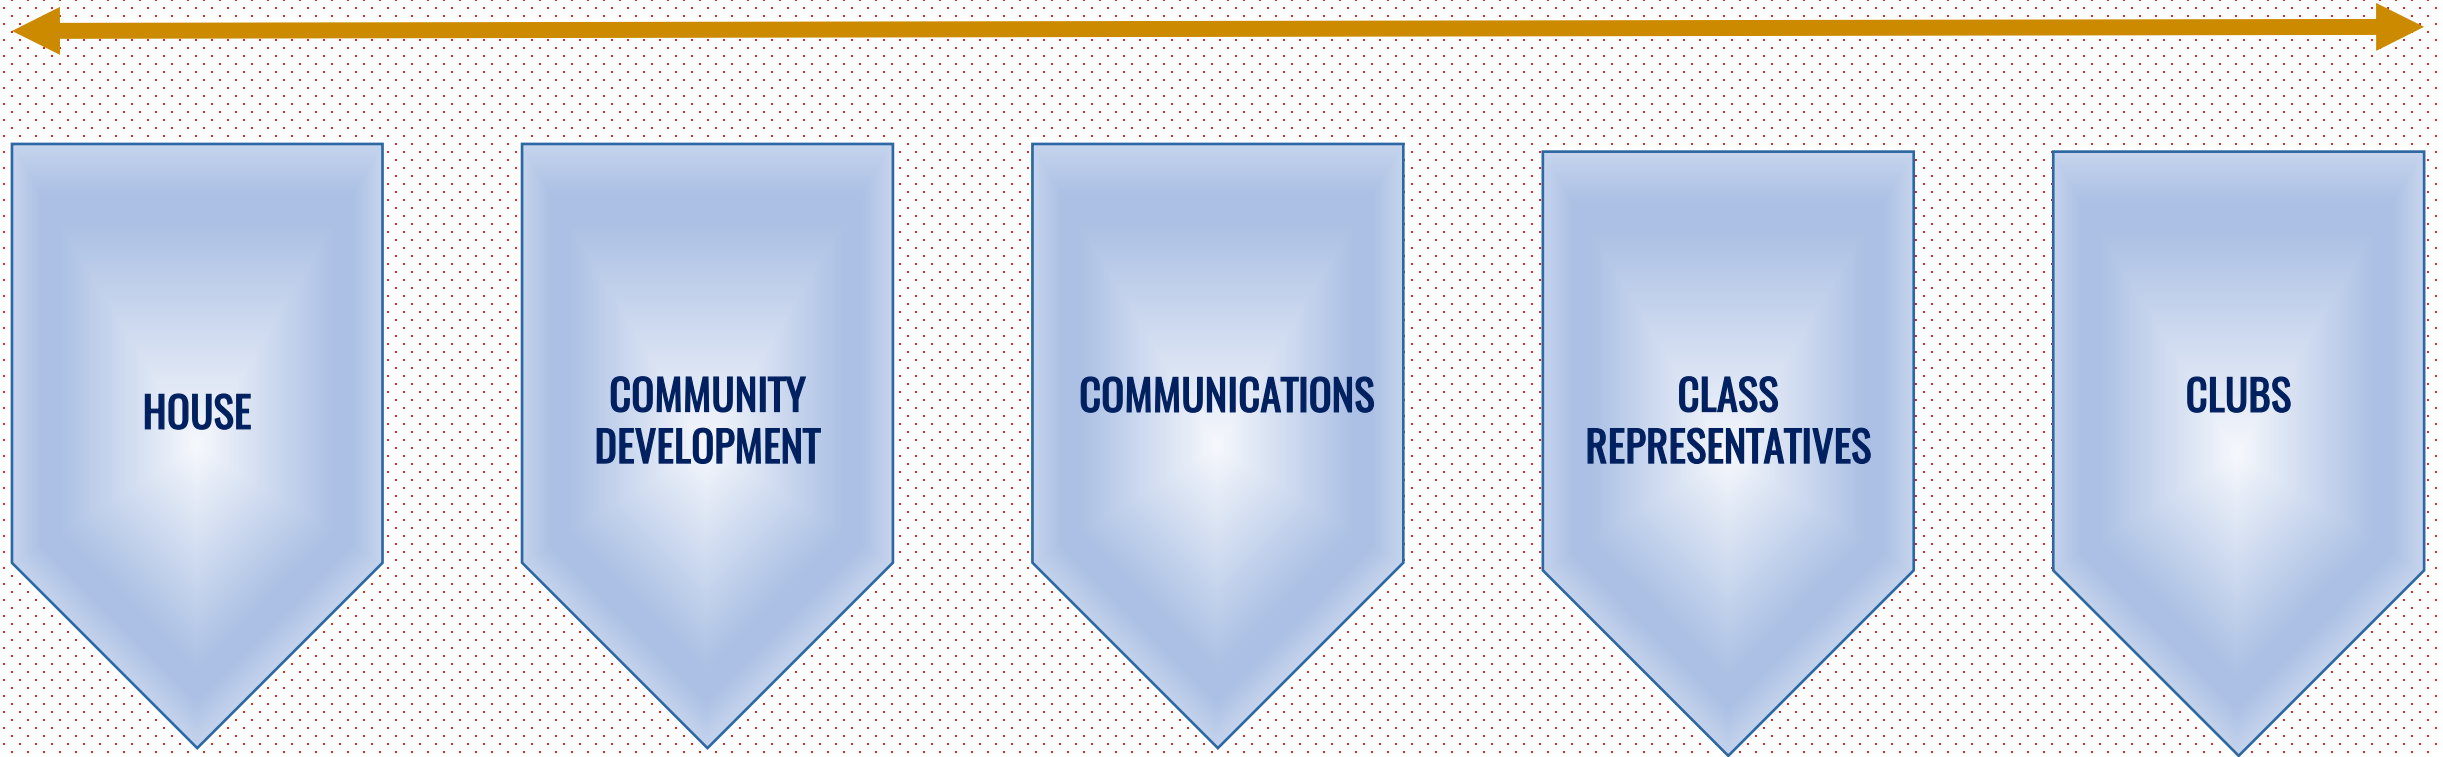 HOUSE
COMMUNITY
DEVELOPMENT
COMMUNICATIONS
CLASS
REPRESENTATIVES
CLUBS